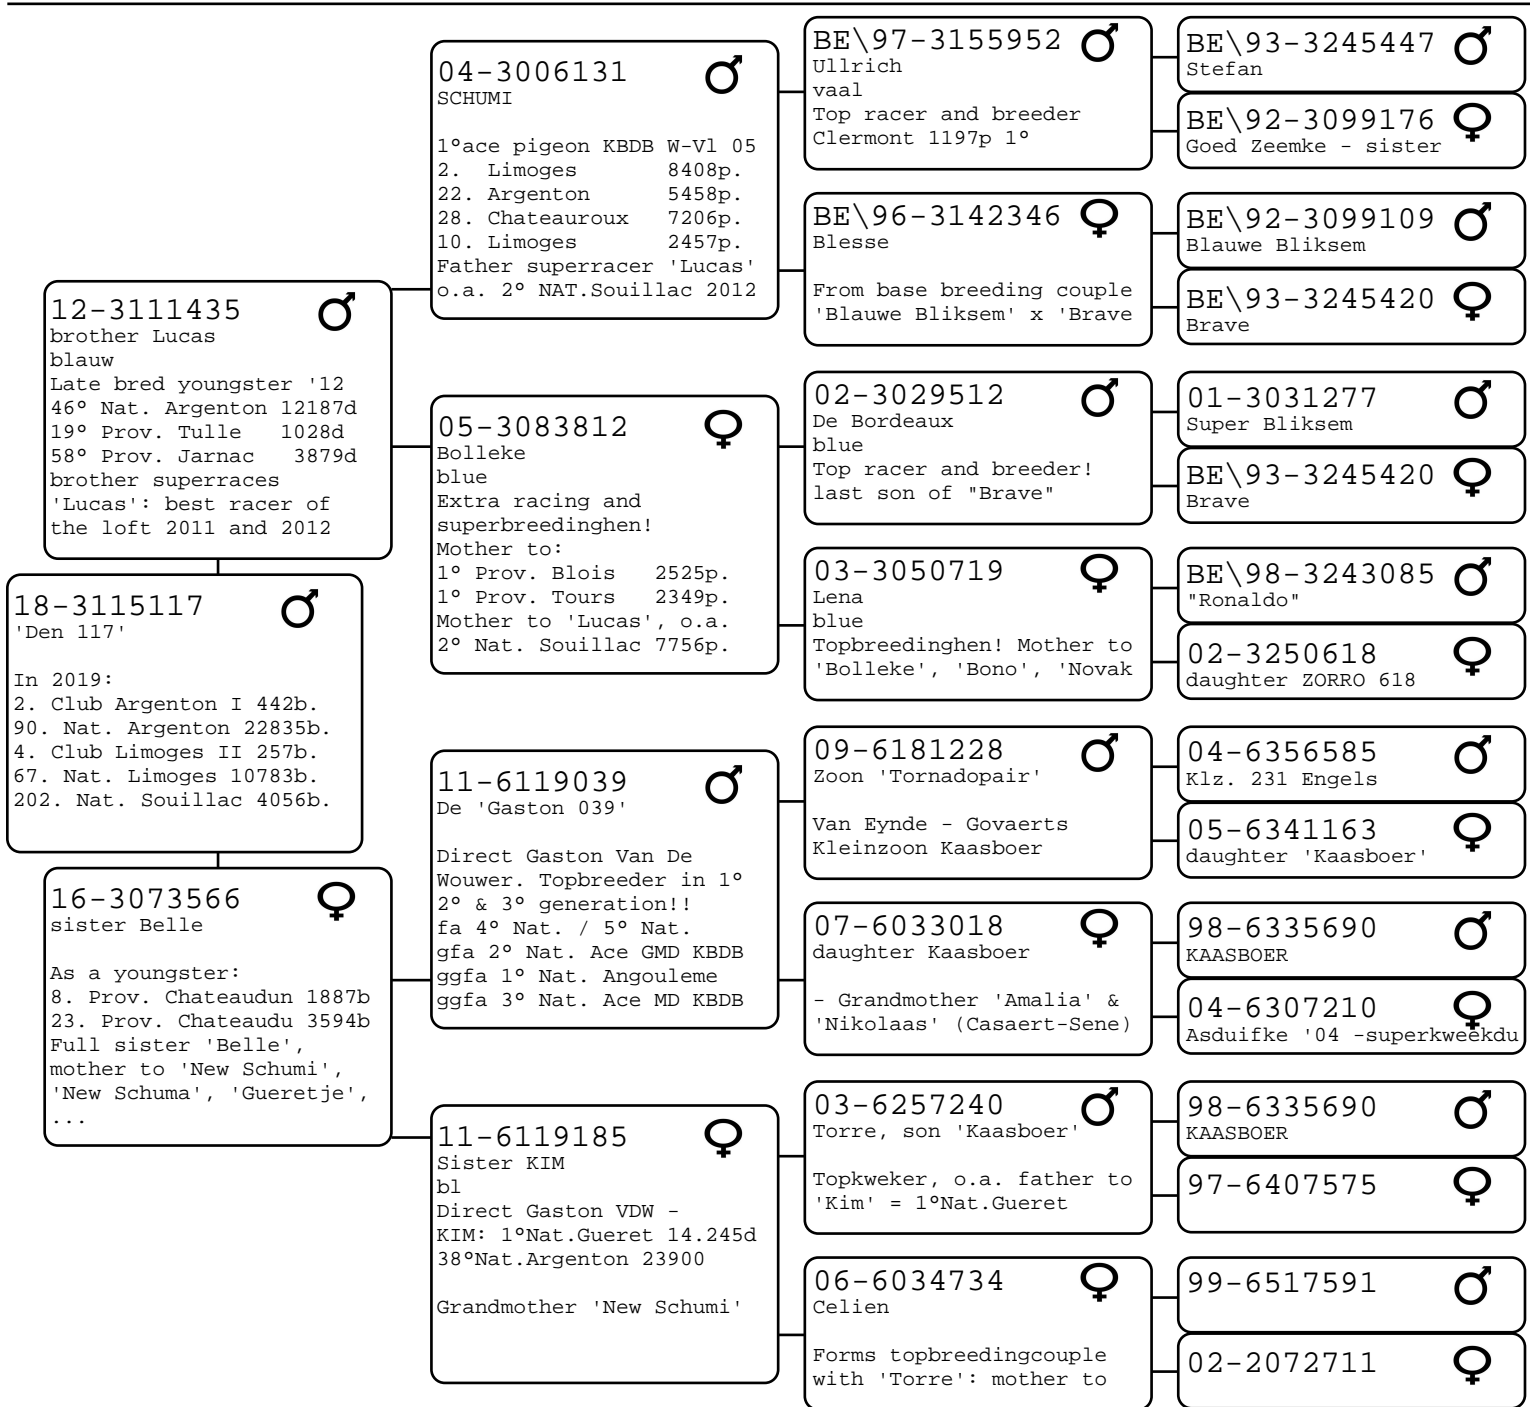 18-3115117
'Den 117'
In 2019:
2. Club Argenton I 442b.
90. Nat. Argenton 22835b.
4. Club Limoges II 257b.
67. Nat. Limoges 10783b.
202. Nat. Souillac 4056b.
12-3111435
brother Lucas
blauw
Late bred youngster '12
46° Nat. Argenton 12187d
19° Prov. Tulle 1028d
58° Prov. Jarnac 3879d
brother superraces
'Lucas': best racer of
the loft 2011 and 2012
16-3073566
sister Belle
As a youngster:
8. Prov. Chateaudun 1887b
23. Prov. Chateaudu 3594b
Full sister 'Belle',
mother to 'New Schumi',
'New Schuma', 'Gueretje',
...
04-3006131
SCHUMI
1°ace pigeon KBDB W-Vl 05
2. Limoges 8408p.
22. Argenton 5458p.
28. Chateauroux 7206p.
10. Limoges 2457p.
Father superracer 'Lucas'
o.a. 2° NAT.Souillac 2012
05-3083812
Bolleke
blue
Extra racing and
superbreedinghen!
Mother to:
1° Prov. Blois 2525p.
1° Prov. Tours 2349p.
Mother to 'Lucas', o.a.
2° Nat. Souillac 7756p.
11-6119039
De 'Gaston 039'
Direct Gaston Van De
Wouwer. Topbreeder in 1°
2° & 3° generation!!
fa 4° Nat. / 5° Nat.
gfa 2° Nat. Ace GMD KBDB
ggfa 1° Nat. Angouleme
ggfa 3° Nat. Ace MD KBDB
11-6119185
Sister KIM
bl
Direct Gaston VDW -
KIM: 1°Nat.Gueret 14.245d
38°Nat.Argenton 23900
Grandmother 'New Schumi'
BE\97-3155952
Ullrich
vaal
Top racer and breeder
Clermont 1197p 1°
BE\96-3142346
Blesse
From base breeding couple
'Blauwe Bliksem' x 'Brave
02-3029512
De Bordeaux
blue
Top racer and breeder!
last son of "Brave"
03-3050719
Lena
blue
Topbreedinghen! Mother to
'Bolleke', 'Bono', 'Novak
09-6181228
Zoon 'Tornadopair'
Van Eynde - Govaerts
Kleinzoon Kaasboer
07-6033018
daughter Kaasboer
- Grandmother 'Amalia' &
'Nikolaas' (Casaert-Sene)
03-6257240
Torre, son 'Kaasboer'
Topkweker, o.a. father to
'Kim' = 1°Nat.Gueret
06-6034734
Celien
Forms topbreedingcouple
with 'Torre': mother to
BE\93-3245447
Stefan
BE\92-3099176
Goed Zeemke - sister
BE\92-3099109
Blauwe Bliksem
BE\93-3245420
Brave
01-3031277
Super Bliksem
BE\93-3245420
Brave
BE\98-3243085
"Ronaldo"
02-3250618
daughter ZORRO 618
04-6356585
Klz. 231 Engels
05-6341163
daughter 'Kaasboer'
98-6335690
KAASBOER
04-6307210
Asduifke '04 -superkweekdu
98-6335690
KAASBOER
97-6407575
99-6517591
02-2072711